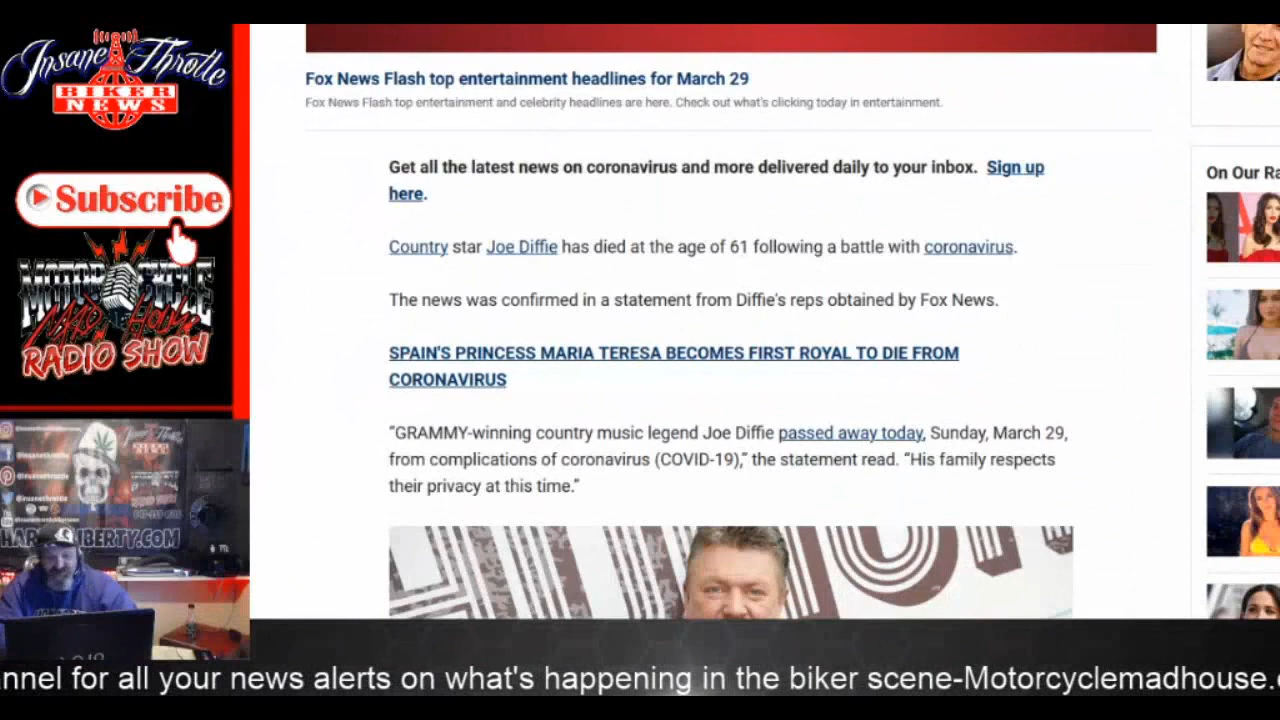 Insane Throttle
BIKER
NEWS
Subscribe
MOTORCYCLE
Mad House
RADIO SHOW
HARLEYLIBERTY.COM
Fox News Flash top entertainment headlines for March 29
Fox News Flash top entertainment and celebrity headlines are here. Check out what's clicking today in entertainment.
Get all the latest news on coronavirus and more delivered daily to your inbox. Sign up
here.
Country star Joe Diffie has died at the age of 61 following a battle with coronavirus.
The news was confirmed in a statement from Diffie's reps obtained by Fox News.
SPAIN'S PRINCESS MARIA TERESA BECOMES FIRST ROYAL TO DIE FROM
CORONAVIRUS
“GRAMMY-winning country music legend Joe Diffie passed away today, Sunday, March 29,
from complications of coronavirus (COVID-19),” the statement read. “His family respects
their privacy at this time.”
On Our Ra
annel for all your news alerts on what's happening in the biker scene-Motorcyclemadhouse.c